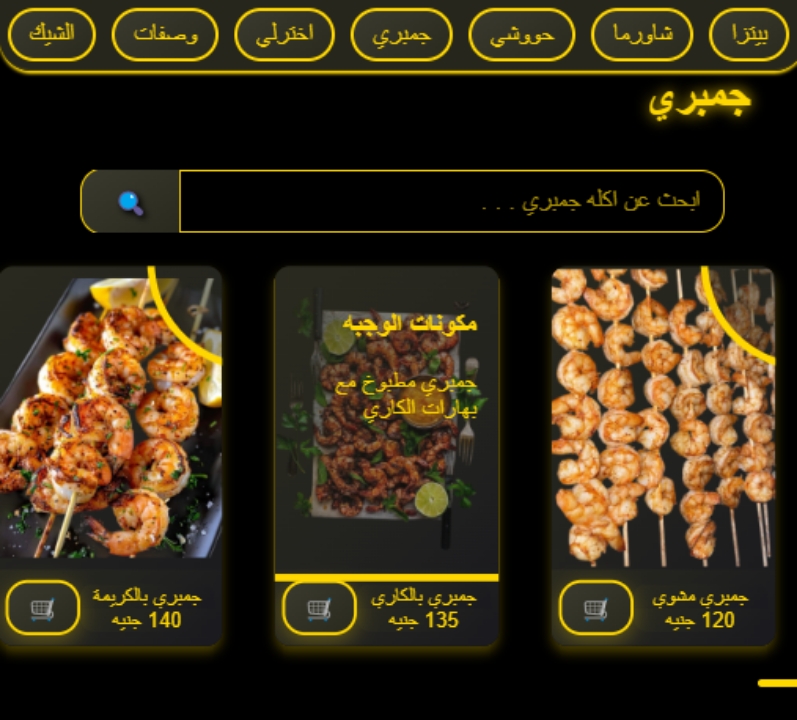 بيتزا
شاورما
حووشي
جمبري
اخترلي
وصفات
الشيك
جمبري
ابحث عن اكله جمبري . . .
مكونات الوجبه
جمبري مطبوخ مع
بهارات الكاري
جمبري مشوي
120 جنيه
جمبري بالكاري
135 جنيه
جمبري بالكريمة
140 جنيه